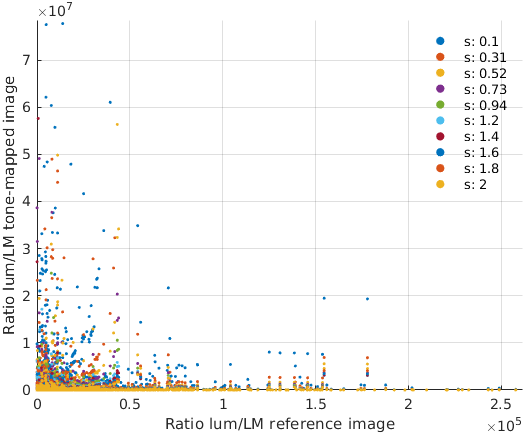 ×10⁷
7
6
5
4
3
2
1
0
Ratio lum/LM tone-mapped image
s: 0.1
s: 0.31
s: 0.52
s: 0.73
s: 0.94
s: 1.2
s: 1.4
s: 1.6
s: 1.8
s: 2
0 0.5 1 1.5 2 2.5
Ratio lum/LM reference image
×10⁵